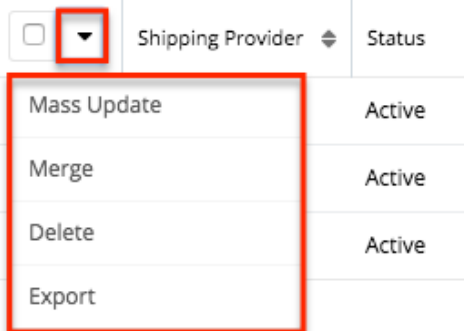 Shipping Provider Status
Mass Update Active
Merge Active
Delete Active
Export